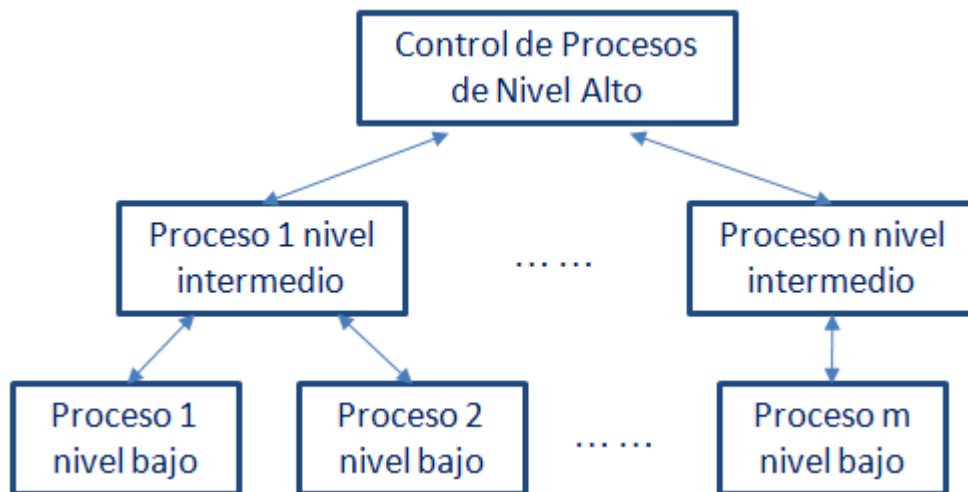 Control de Procesos
de Nivel Alto
Proceso 1 nivel
intermedio
... ...
Proceso n nivel
intermedio
Proceso 1
nivel bajo
Proceso 2
nivel bajo
... ...
Proceso m
nivel bajo